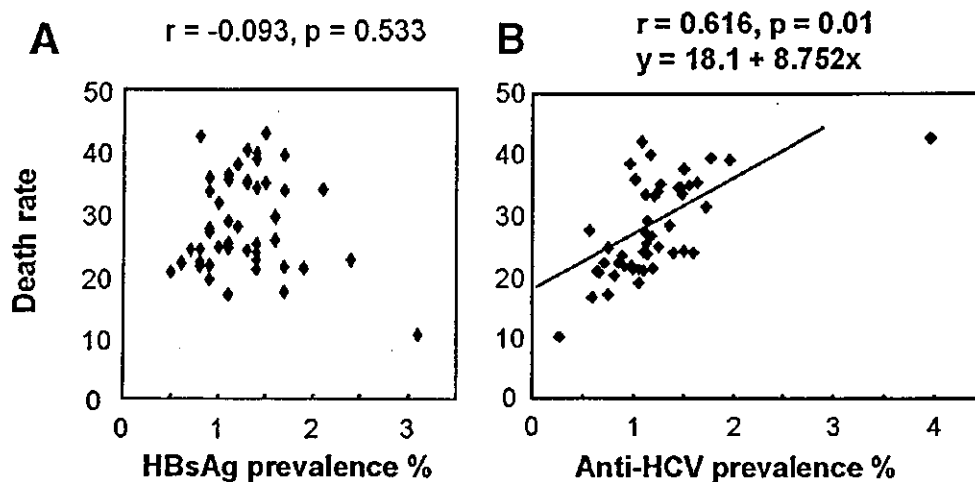 A
r = -0.093, p = 0.533
Death rate
50
40
30
20
10
0
0
1
2
3
HBsAg prevalence %
B
r = 0.616, p = 0.01
y = 18.1 + 8.752x
50
40
30
20
10
0
0
1
2
3
4
Anti-HCV prevalence %